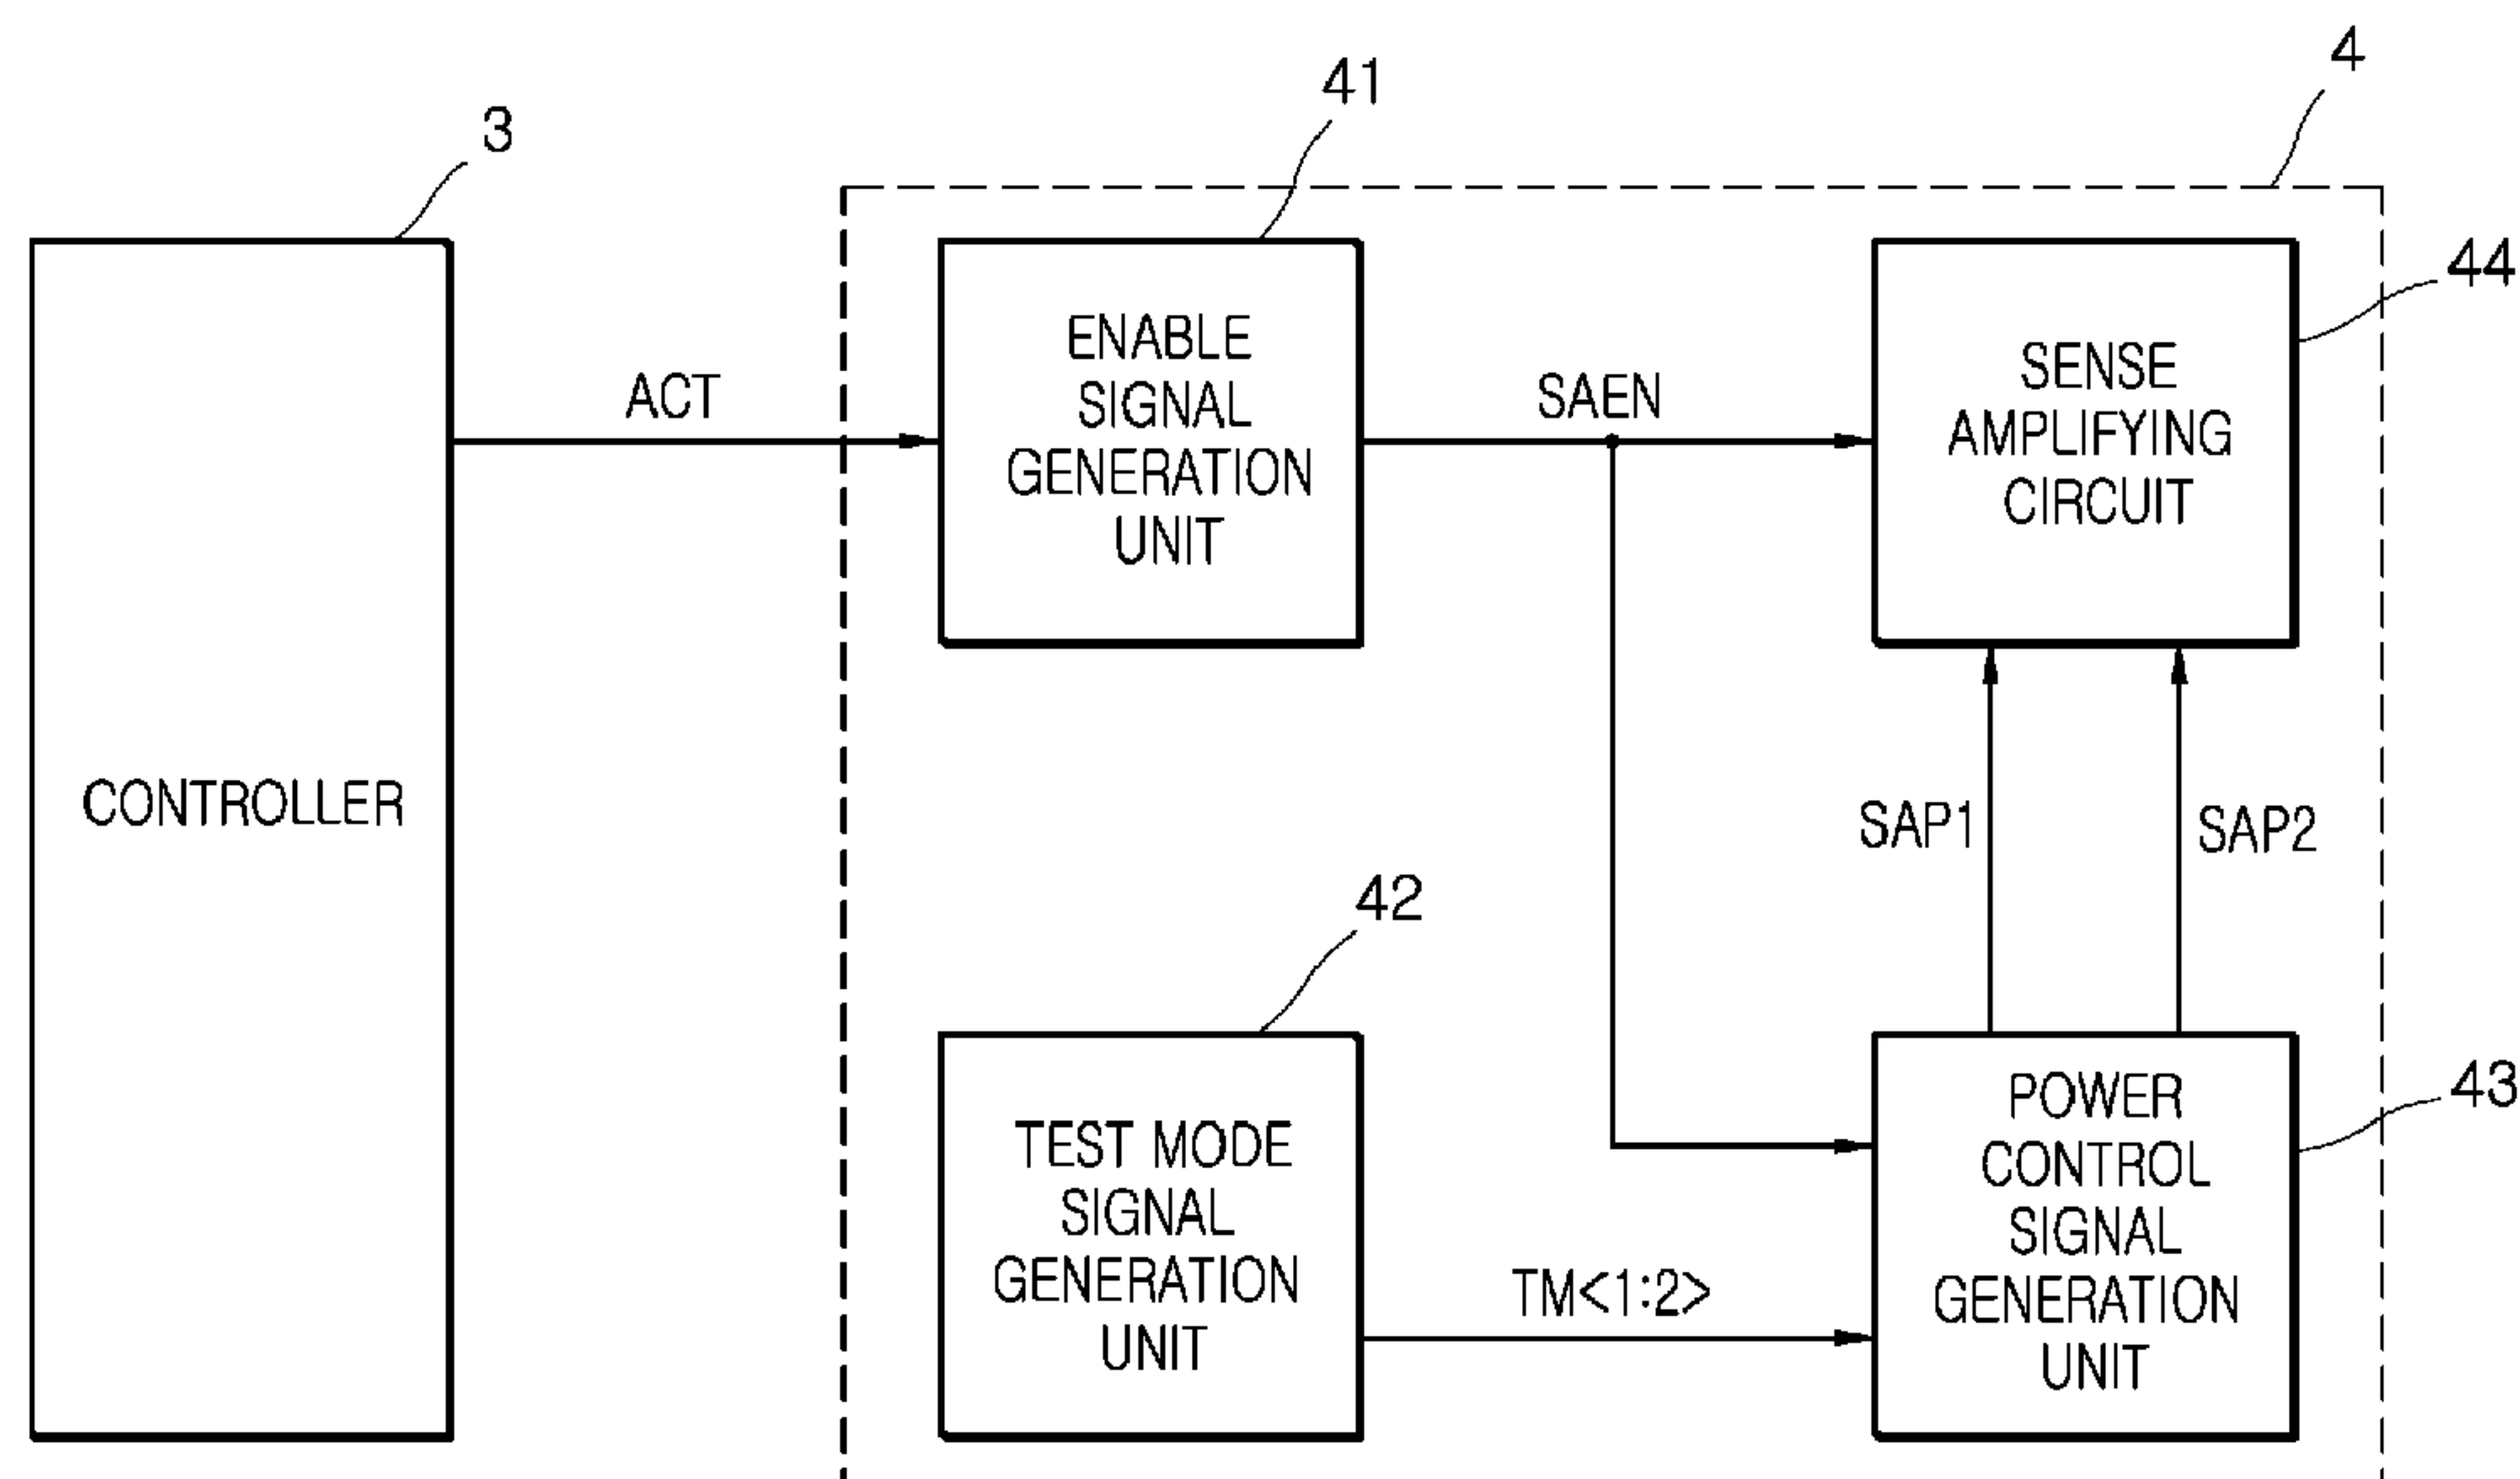 4
41
3
44
ENABLE
SIGNAL
GENERATION
UNIT
SENSE
AMPLIFYING
CIRCUIT
ACT
SAEN
CONTROLLER
SAP1
SAP2
42
43
TEST MODE
SIGNAL
GENERATION
UNIT
TM<1:2>
POWER
CONTROL
SIGNAL
GENERATION
UNIT